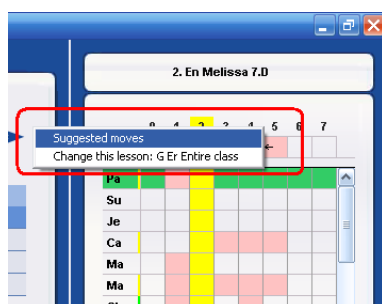 2. En Melissa 7.D
0 1 2 3 4 5 6 7
Suggested moves
Change this lesson: G Er Entire class
Pa
Su
Je
Ca
Ma
Ma